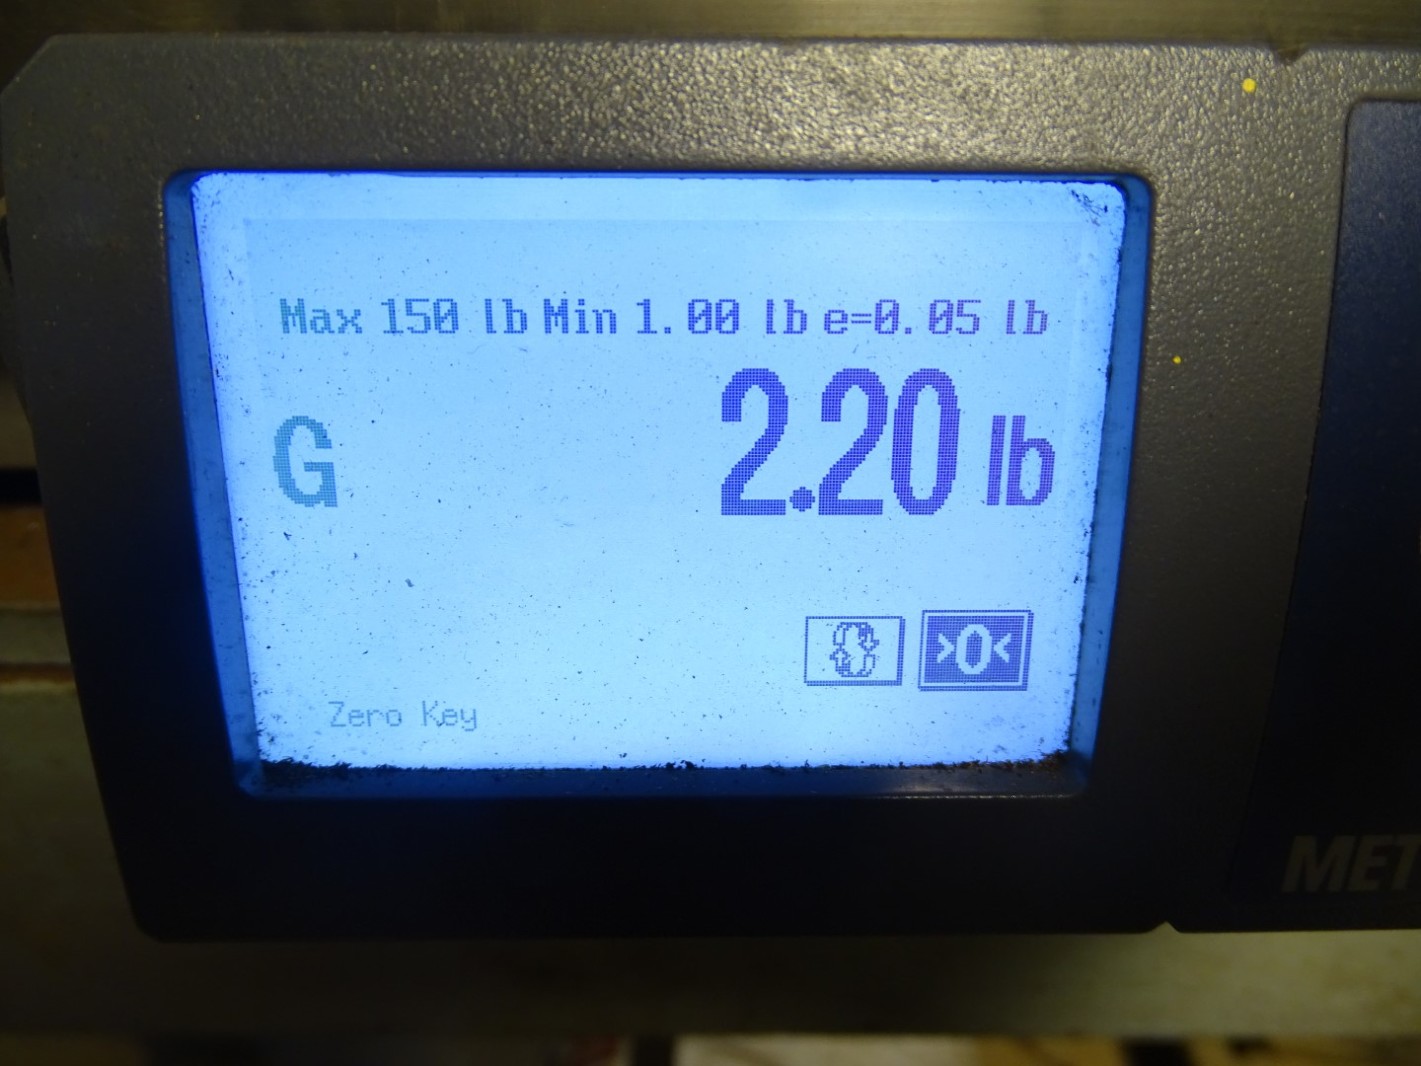 Max 150 lb Min 1.00 lb e=0.05 lb
G 2.20 lb
>0<
Zero Key
MET